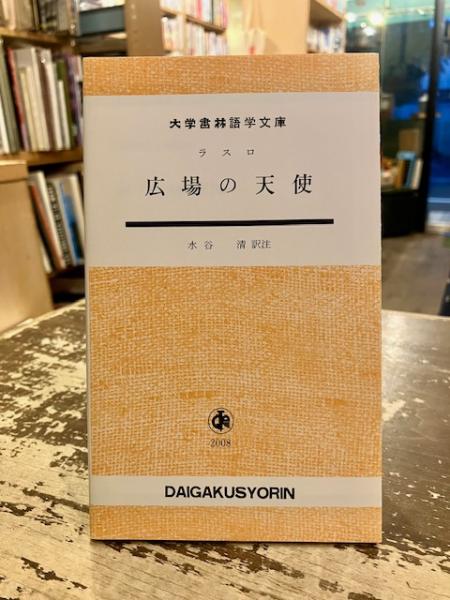 大学書林語学文庫
ラスロ
広場の天使
水谷 清 訳注
2008
DAIGAKUSYORIN